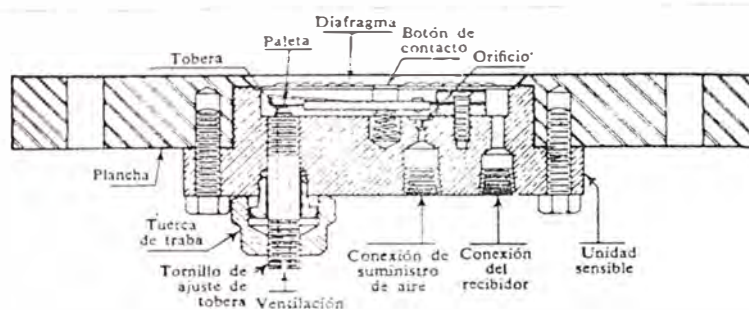 Diafragma
Paleta
Botón de
contacto
Tobera
Orificio
Plancha
Tuerca
de traba
Tornillo de
ajuste de
tobera
Ventilación
Conexión de
suministro
de aire
Conexión
del
recibidor
Unidad
sensible